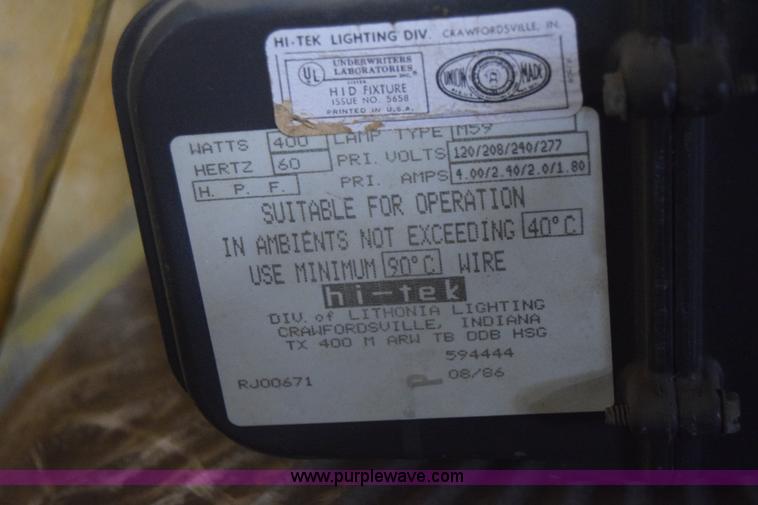 HI-TEK LIGHTING DIV. CRAWFORDSVILLE, IN.
UL UNDERWRITERS
LABORATORIES
INC.®
LISTED
HID FIXTURE
ISSUE NO. 5658
PRINTED IN U.S.A.
UNION MADE
WATTS 400 LAMP TYPE M59
HERTZ 60 PRI. VOLTS 120/208/240/277
H. P. F. PRI. AMPS 4.00/2.40/2.0/1.80
SUITABLE FOR OPERATION
IN AMBIENTS NOT EXCEEDING 40°C
USE MINIMUM 90°C WIRE
hi-tek
DIV. of LITHONIA LIGHTING
CRAWFORDSVILLE, INDIANA
TX 400 M ARW TB DDB HSG
594444
RJ00671 P 08/86
www.purplewave.com